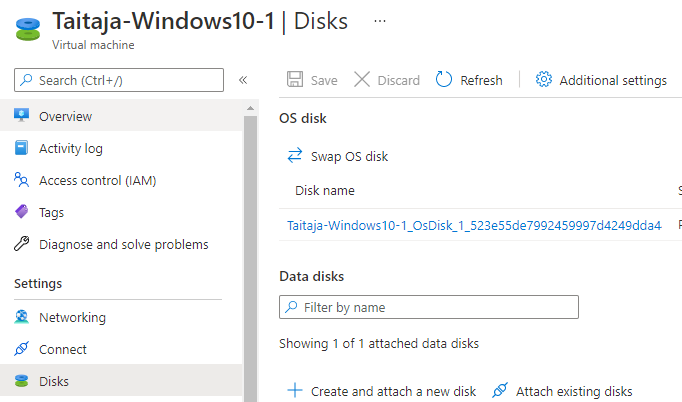 Taitaja-Windows10-1 | Disks ...
Virtual machine
Search (Ctrl+/)
«
Overview
Activity log
Access control (IAM)
Tags
Diagnose and solve problems
Settings
Networking
Connect
Disks
Save Discard Refresh Additional settings
OS disk
Swap OS disk
Disk name
Taitaja-Windows10-1_OsDisk_1_523e55de7992459997d4249dda4
Data disks
Filter by name
Showing 1 of 1 attached data disks
+ Create and attach a new disk Attach existing disks